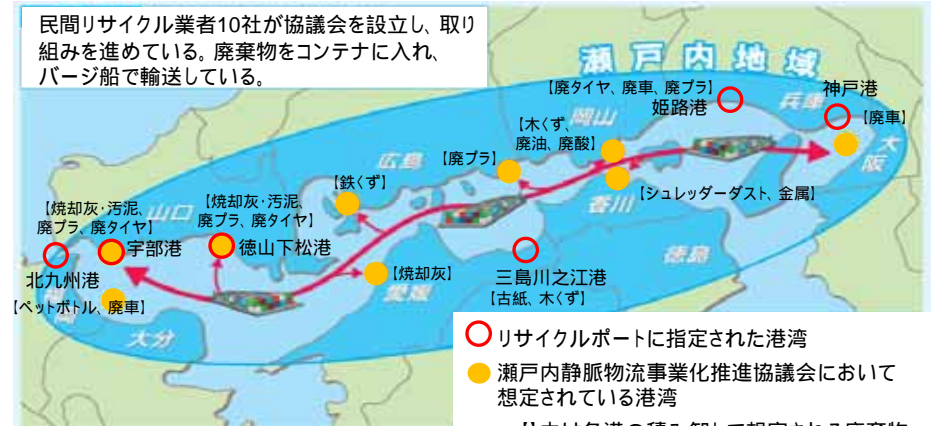 民間リサイクル業者10社が協議会を設立し、取り
組みを進めている。廃棄物をコンテナに入れ、
バージ船で輸送している。
瀬戸内地域
【廃タイヤ、廃車、廃プラ】
姫路港
兵庫
神戸港
【廃車】
大阪
【木くず、
廃油、廃酸】
岡山
【廃プラ】
広島
【鉄くず】
【シュレッダーダスト、金属】
香川
徳島
【焼却灰・汚泥、
廃プラ、廃タイヤ】
山口
【焼却灰・汚泥、
廃プラ、廃タイヤ】
宇部港
徳山下松港
北九州港
【ペットボトル、廃車】
大分
【焼却灰】
愛媛
三島川之江港
【古紙、木くず】
リサイクルポートに指定された港湾
瀬戸内静脈物流事業化推進協議会において
想定されている港湾